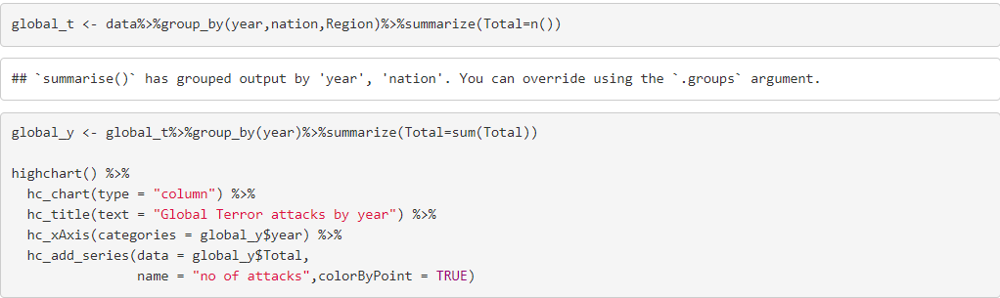 global_t <- data%>%group_by(year,nation,Region)%>%summarize(Total=n())
## `summarise()` has grouped output by 'year', 'nation'. You can override using the `.groups` argument.
global_y <- global_t%>%group_by(year)%>%summarize(Total=sum(Total))
highchart() %>%
  hc_chart(type = "column") %>%
  hc_title(text = "Global Terror attacks by year") %>%
  hc_xAxis(categories = global_y$year) %>%
  hc_add_series(data = global_y$Total,
                name = "no of attacks",colorByPoint = TRUE)